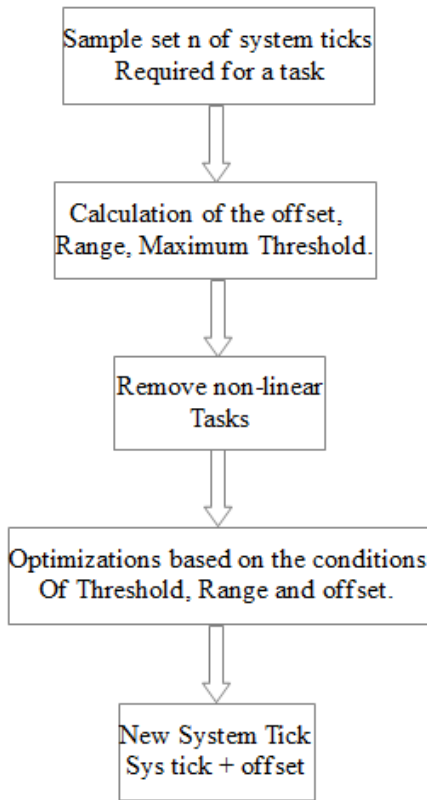 Sample set n of system ticks
Required for a task
Calculation of the offset,
Range, Maximum Threshold.
Remove non-linear
Tasks
Optimizations based on the conditions
Of Threshold, Range and offset.
New System Tick
Sys tick + offset